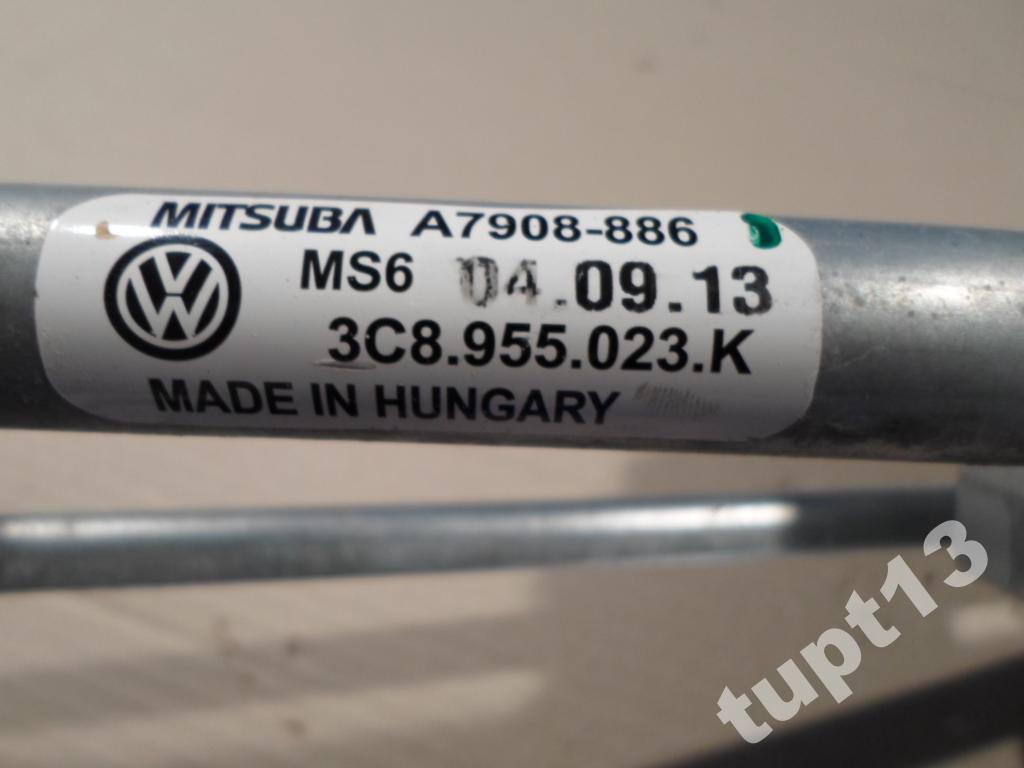 MITSUBA A7908-886
MS6 04.09.13
3C8.955.023.K
MADE IN HUNGARY
tupt13